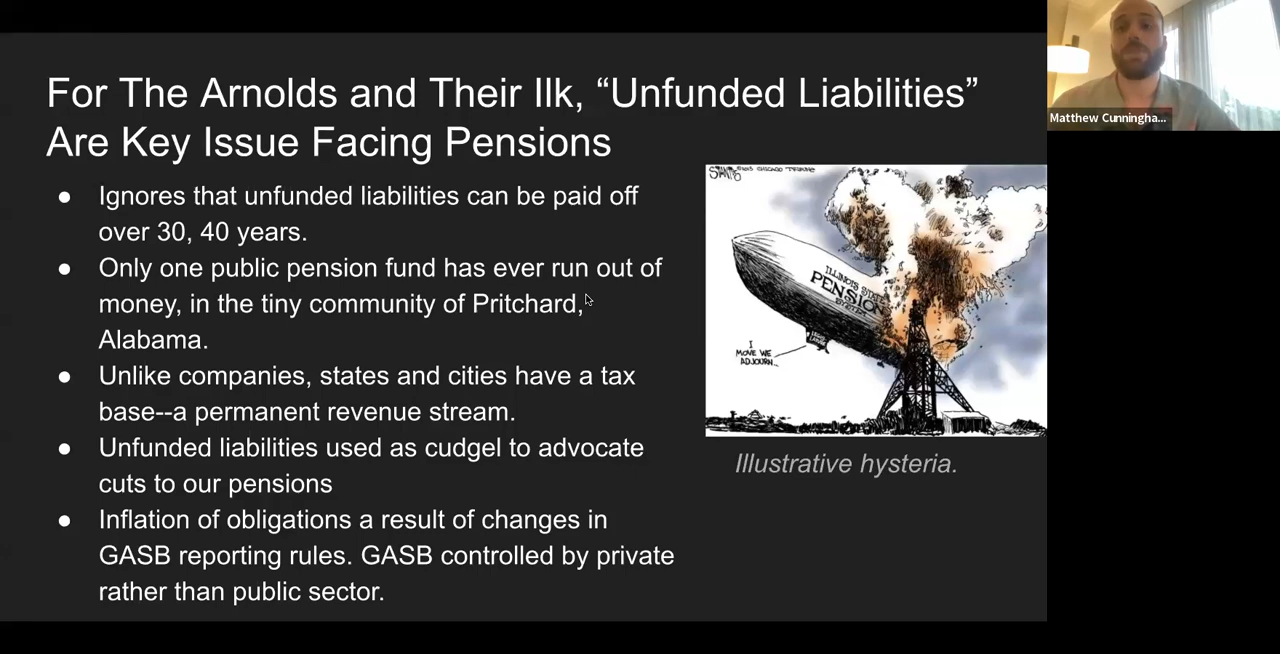 For The Arnolds and Their Ilk, “Unfunded Liabilities”
Are Key Issue Facing Pensions
● Ignores that unfunded liabilities can be paid off
over 30, 40 years.
● Only one public pension fund has ever run out of
money, in the tiny community of Pritchard,
Alabama.
● Unlike companies, states and cities have a tax
base--a permanent revenue stream.
● Unfunded liabilities used as cudgel to advocate
cuts to our pensions
● Inflation of obligations a result of changes in
GASB reporting rules. GASB controlled by private
rather than public sector.
CHICAGO TRIBUNE
ILLINOIS STATE
PENSION
I
MOVE WE
ADJOURN...
Illustrative hysteria.
Matthew Cunningha...